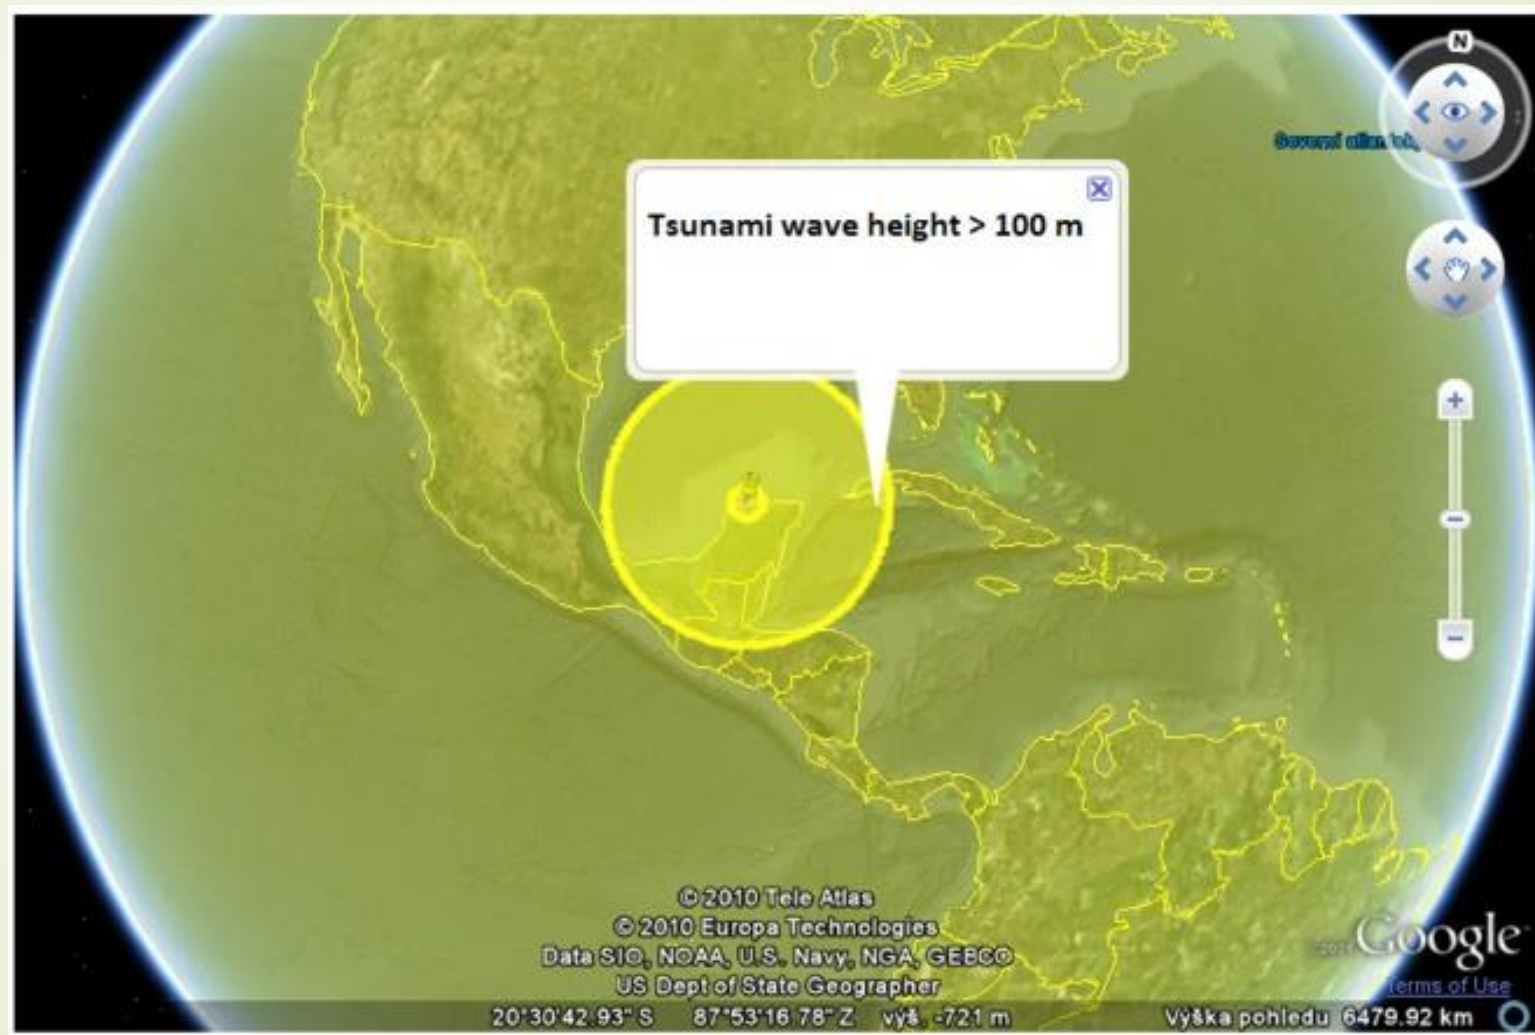 N
Tsunami wave height > 100 m
© 2010 Tele Atlas
© 2010 Europa Technologies
Data SIO, NOAA, U.S. Navy, NGA, GEBCO
US Dept of State Geographer
Google
Terms of Use
20°30'42.93" S 87°53'16 78" Z výš. -721 m
Výška pohledu 6479.92 km